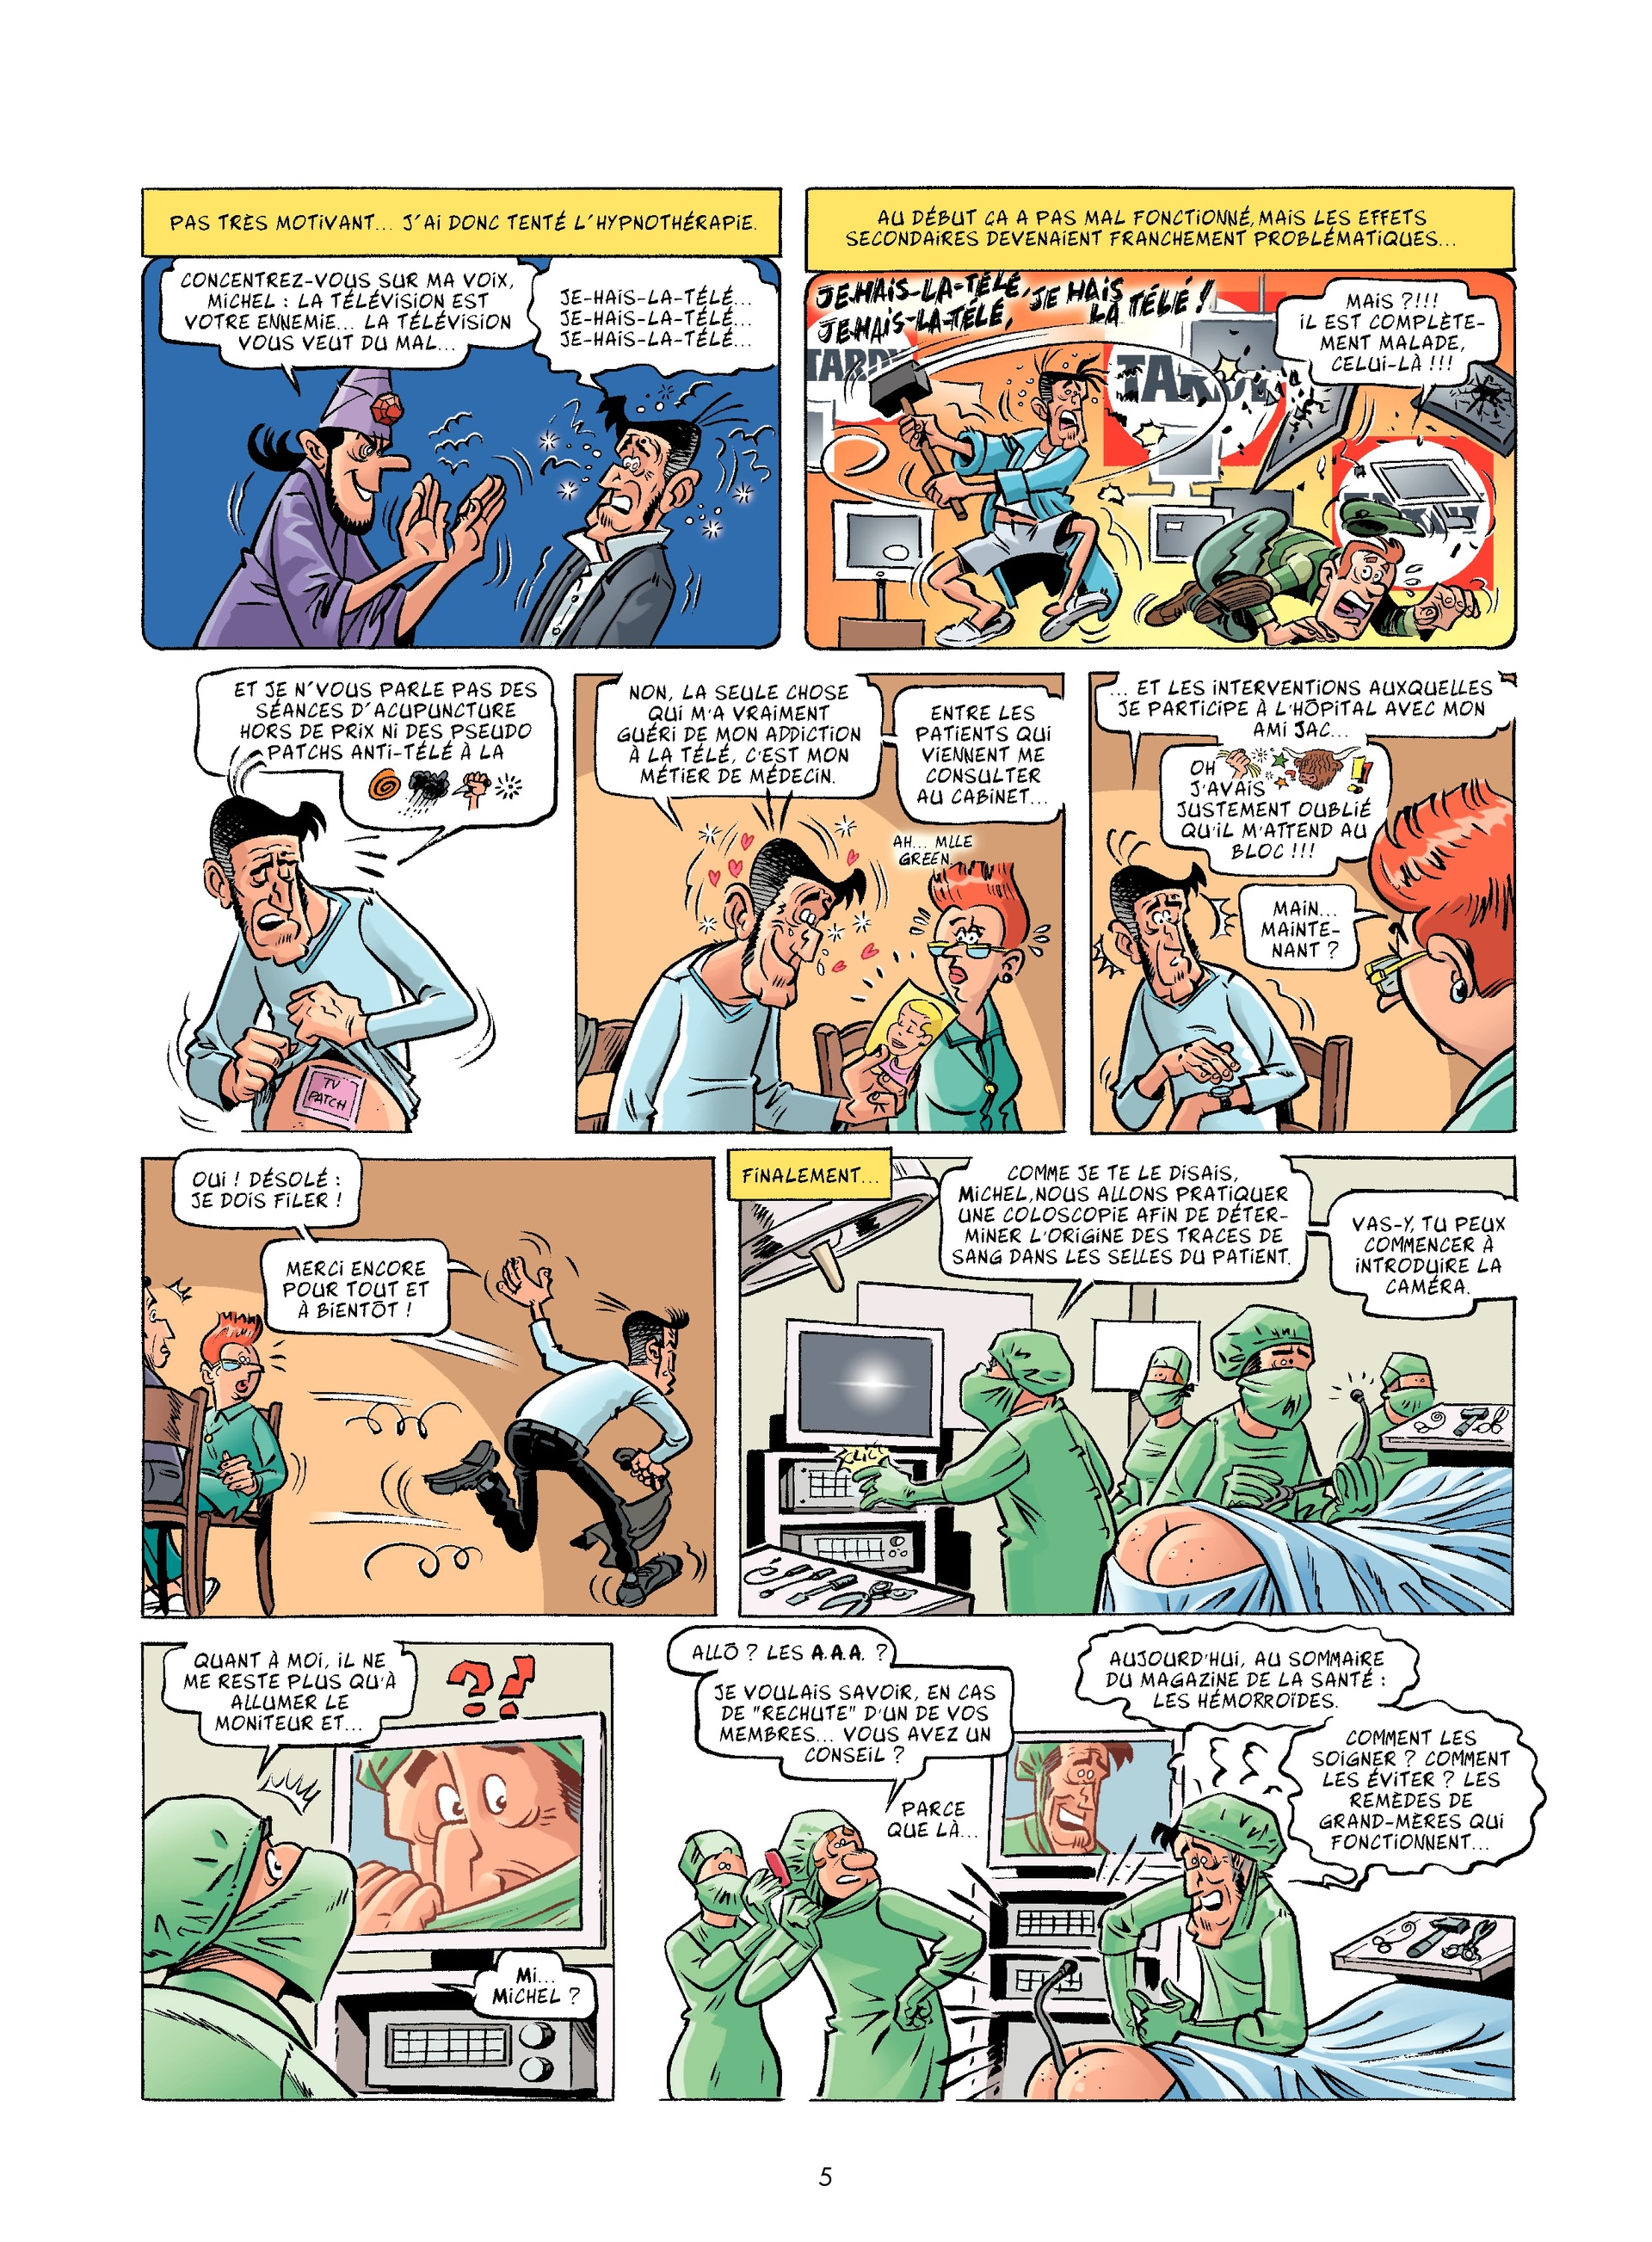 PAS TRÈS MOTIVANT... J'AI DONC TENTÉ L'HYPNOTHÉRAPIE.
CONCENTREZ-VOUS SUR MA VOIX,
MICHEL : LA TÉLÉVISION EST
VOTRE ENNEMIE... LA TÉLÉVISION
VOUS VEUT DU MAL...
JE-HAIS-LA-TÉLÉ...
JE-HAIS-LA-TÉLÉ...
JE-HAIS-LA-TÉLÉ...
AU DÉBUT CA A PAS MAL FONCTIONNÉ, MAIS LES EFFETS
SECONDAIRES DEVENAIENT FRANCHEMENT PROBLÉMATIQUES...
JE-HAIS-LA-TÉLÉ,
JE-HAIS-LA-TÉLÉ,
JE HAIS
LA TÉLÉ !
MAIS ?!!!
IL EST COMPLÈTE-
MENT MALADE,
CELUI-LÀ !!!
ET JE N'VOUS PARLE PAS DES
SÉANCES D'ACUPUNCTURE
HORS DE PRIX NI DES PSEUDO
PATCHS ANTI-TÉLÉ À LA
TV
PATCH
NON, LA SEULE CHOSE
QUI M'A VRAIMENT
GUÉRI DE MON ADDICTION
À LA TÉLÉ, C'EST MON
MÉTIER DE MÉDECIN.
ENTRE LES
PATIENTS QUI
VIENNENT ME
CONSULTER
AU CABINET...
AH... MLLE
GREEN.
... ET LES INTERVENTIONS AUXQUELLES
JE PARTICIPE À L'HÔPITAL AVEC MON
AMI JAC...
OH
J'AVAIS
JUSTEMENT OUBLIÉ
QU'IL M'ATTEND AU
BLOC !!!
MAIN...
MAINTE-
NANT ?
OUI ! DÉSOLÉ :
JE DOIS FILER !
MERCI ENCORE
POUR TOUT ET
À BIENTÔT !
FINALEMENT...
COMME JE TE LE DISAIS,
MICHEL, NOUS ALLONS PRATIQUER
UNE COLOSCOPIE AFIN DE DÉTER-
MINER L'ORIGINE DES TRACES DE
SANG DANS LES SELLES DU PATIENT.
VAS-Y, TU PEUX
COMMENCER À
INTRODUIRE LA
CAMÉRA.
CLIC
QUANT À MOI, IL NE
ME RESTE PLUS QU'À
ALLUMER LE
MONITEUR ET...
?!
MI...
MICHEL ?
ALLÔ ? LES A.A.A. ?
JE VOULAIS SAVOIR, EN CAS
DE "RECHUTE" D'UN DE VOS
MEMBRES... VOUS AVEZ UN
CONSEIL ?
PARCE
QUE LÀ...
AUJOURD'HUI, AU SOMMAIRE
DU MAGAZINE DE LA SANTÉ :
LES HÉMORROÏDES.
COMMENT LES
SOIGNER ? COMMENT
LES ÉVITER ? LES
REMÈDES DE
GRAND-MÈRES QUI
FONCTIONNENT...
5